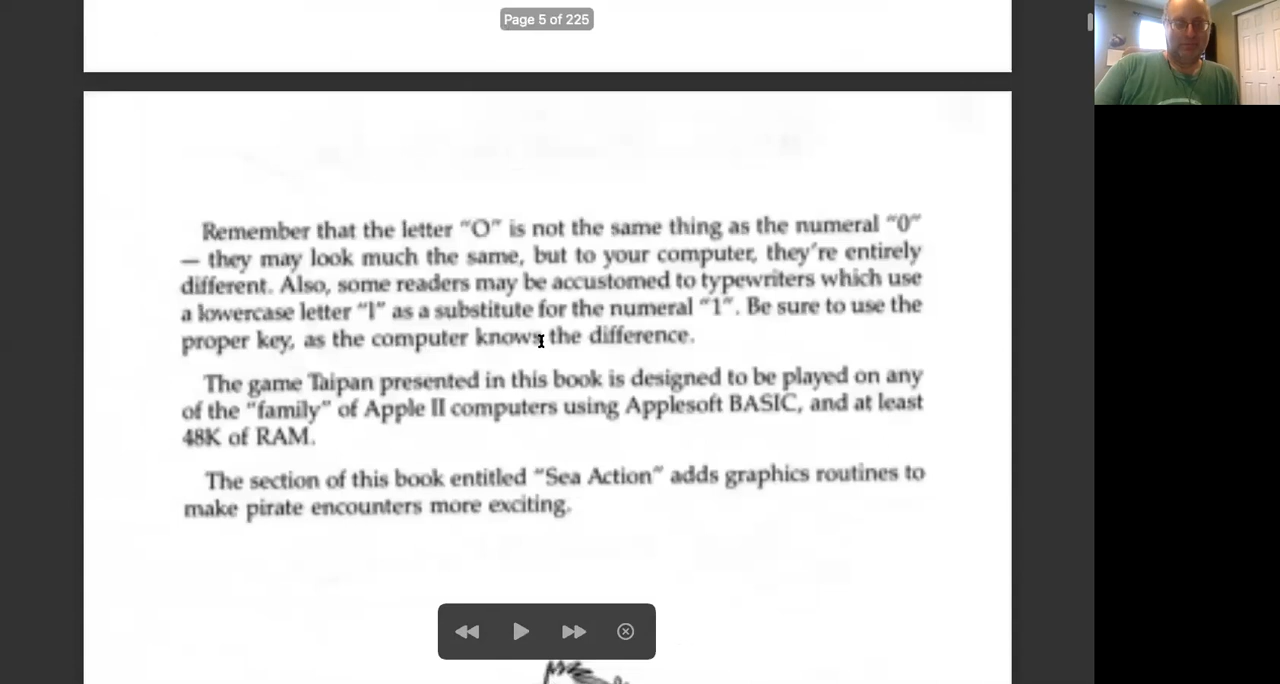 Page 5 of 225
Remember that the letter “O” is not the same thing as the numeral “0”
— they may look much the same, but to your computer, they're entirely
different. Also, some readers may be accustomed to typewriters which use
a lowercase letter “l” as a substitute for the numeral “1”. Be sure to use the
proper key, as the computer knows the difference.
The game Taipan presented in this book is designed to be played on any
of the “family” of Apple II computers using Applesoft BASIC, and at least
48K of RAM.
The section of this book entitled “Sea Action” adds graphics routines to
make pirate encounters more exciting.